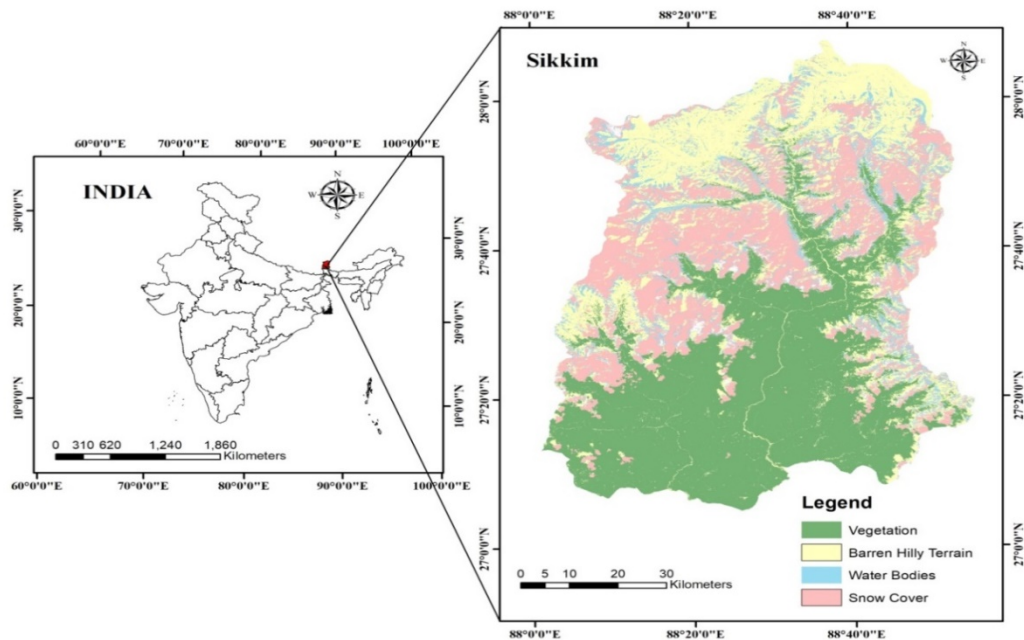 88°0'0"E 88°20'0"E 88°40'0"E
Sikkim
N
W E
S
28°0'0"N 28°0'0"N
27°40'0"N 27°40'0"N
27°20'0"N 27°20'0"N
27°0'0"N 27°0'0"N
Legend
Vegetation
Barren Hilly Terrain
Water Bodies
Snow Cover
0 5 10 20 30
Kilometers
88°0'0"E 88°20'0"E 88°40'0"E
60°0'0"E 70°0'0"E 80°0'0"E 90°0'0"E 100°0'0"E
INDIA
N
W E
S
30°0'0"N 30°0'0"N
20°0'0"N 20°0'0"N
10°0'0"N 10°0'0"N
0 310 620 1,240 1,860
Kilometers
60°0'0"E 70°0'0"E 80°0'0"E 90°0'0"E 100°0'0"E